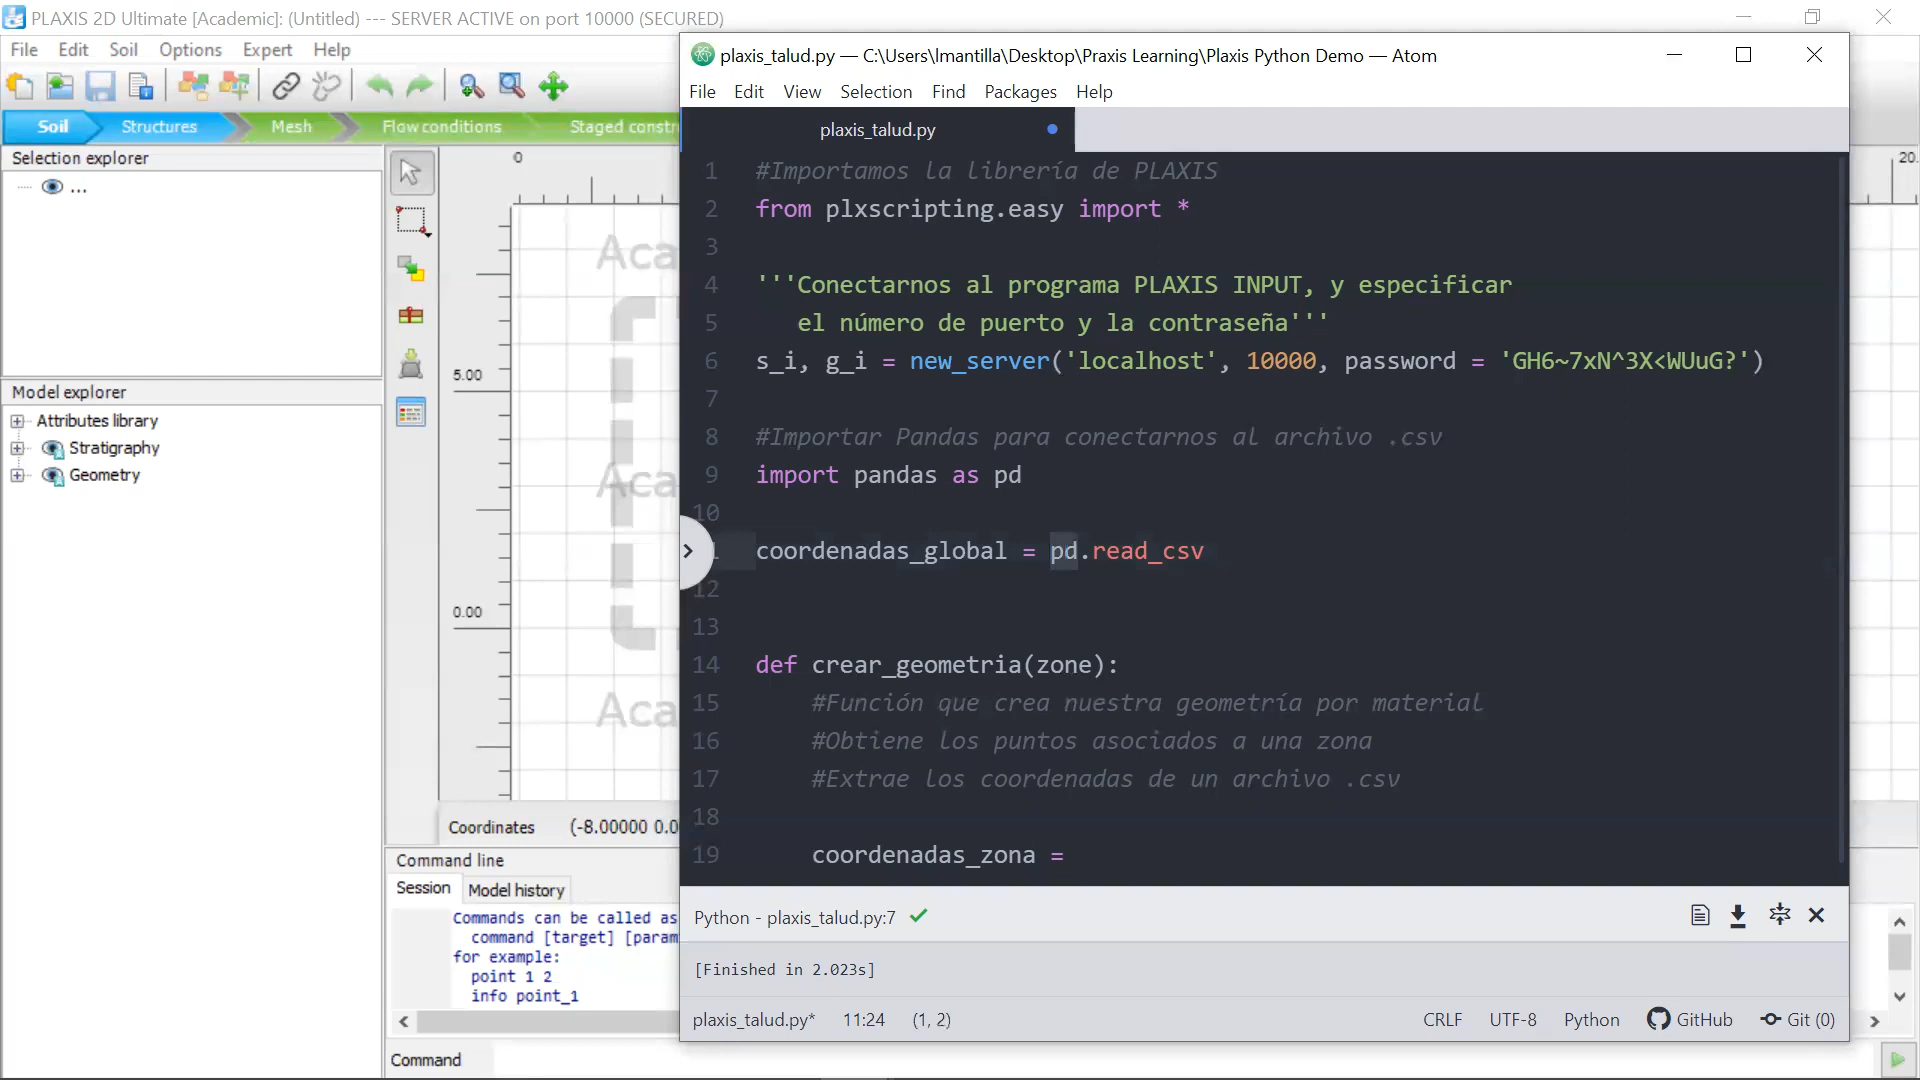 PLAXIS 2D Ultimate [Academic]: (Untitled) --- SERVER ACTIVE on port 10000 (SECURED)
File Edit Soil Options Expert Help
Soil Structures Mesh Flow conditions Staged constr
Selection explorer
...
Model explorer
Attributes library
Stratigraphy
Geometry
0
20.
5.00
0.00
Aca
Aca
Aca
Coordinates (-8.00000 0.0
Command line
Session Model history
Commands can be called as
command [target] [param
for example:
point 1 2
info point_1
Command
plaxis_talud.py — C:\Users\lmantilla\Desktop\Praxis Learning\Plaxis Python Demo — Atom
File Edit View Selection Find Packages Help
plaxis_talud.py
1 #Importamos la librería de PLAXIS
2 from plxscripting.easy import *
3
4 '''Conectarnos al programa PLAXIS INPUT, y especificar
5 el número de puerto y la contraseña'''
6 s_i, g_i = new_server('localhost', 10000, password = 'GH6~7xN^3X<WUuG?')
7
8 #Importar Pandas para conectarnos al archivo .csv
9 import pandas as pd
10
coordenadas_global = pd.read_csv
12
13
14 def crear_geometria(zone):
15 #Función que crea nuestra geometría por material
16 #Obtiene los puntos asociados a una zona
17 #Extrae los coordenadas de un archivo .csv
18
19 coordenadas_zona =
Python - plaxis_talud.py:7
[Finished in 2.023s]
plaxis_talud.py* 11:24 (1, 2) CRLF UTF-8 Python GitHub Git (0)